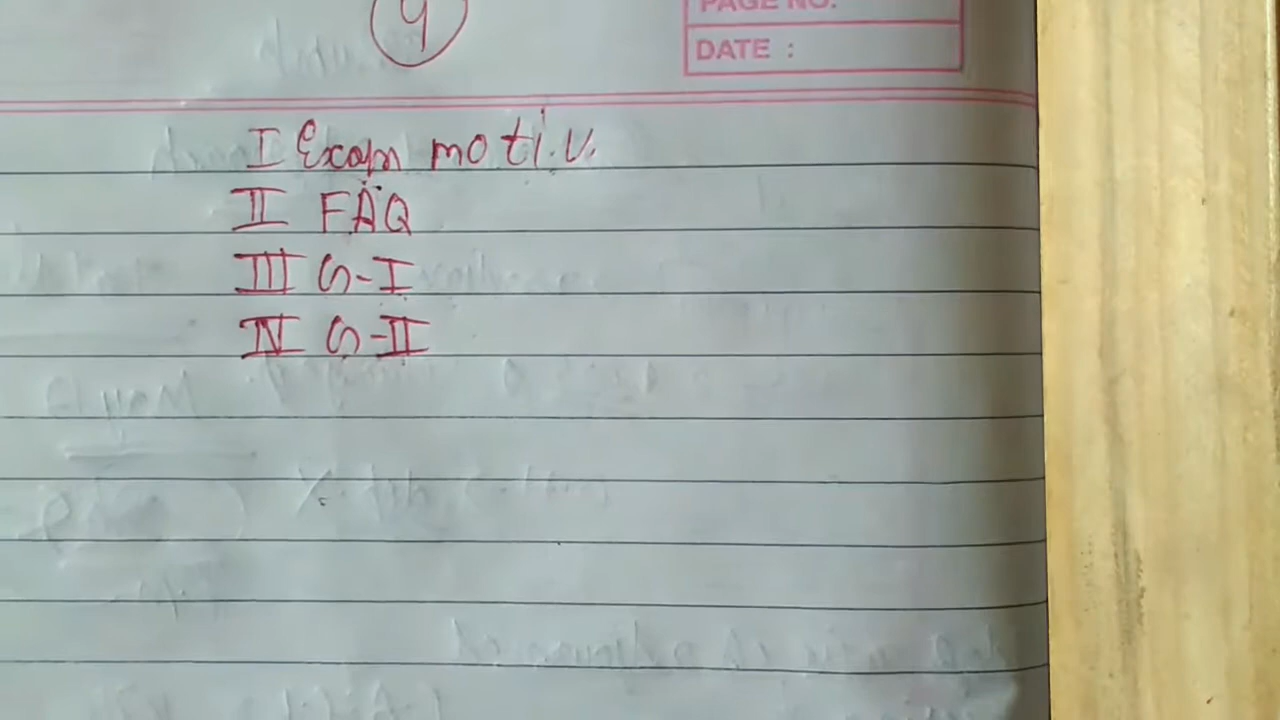 9
PAGE NO.
DATE :
I Exam motiv.
II FAQ
III G-I
IV G-II